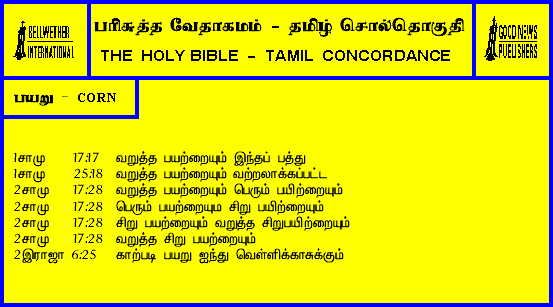 BELLWETHER
INTERNATIONAL
பரிசுத்த வேதாகமம் - தமிழ் சொல்தொகுதி
THE HOLY BIBLE - TAMIL CONCORDANCE
GOOD NEWS
PUBLISHERS
பயறு - CORN
1சாமு 17:17 வறுத்த பயற்றையும் இந்தப் பத்து
1சாமு 25:18 வறுத்த பயற்றையும் வற்றலாக்கப்பட்ட
2சாமு 17:28 வறுத்த பயற்றையும் பெரும் பயிற்றையும்
2சாமு 17:28 பெரும் பயற்றையும சிறு பயிற்றையும்
2சாமு 17:28 சிறு பயற்றையும் வறுத்த சிறுபயிற்றையும்
2சாமு 17:28 வறுத்த சிறு பயற்றையும்
2இராஜா 6:25 காற்படி பயறு ஐந்து வெள்ளிக்காசுக்கும்